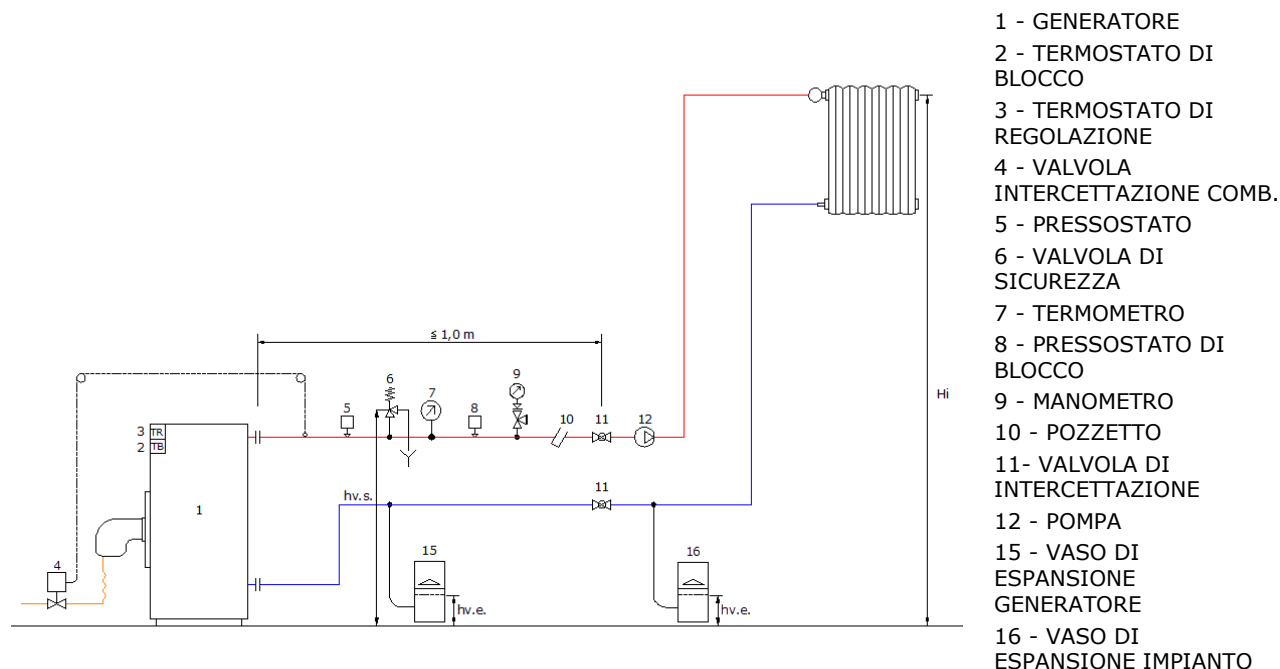 ≤ 1,0 m
6
7
9
5
8
10
11
12
3 TR
2 TB
1
hv.s.
11
4
15
16
hv.e.
hv.e.
Hi
1 - GENERATORE
2 - TERMOSTATO DI
BLOCCO
3 - TERMOSTATO DI
REGOLAZIONE
4 - VALVOLA
INTERCETTAZIONE COMB.
5 - PRESSOSTATO
6 - VALVOLA DI
SICUREZZA
7 - TERMOMETRO
8 - PRESSOSTATO DI
BLOCCO
9 - MANOMETRO
10 - POZZETTO
11- VALVOLA DI
INTERCETTAZIONE
12 - POMPA
15 - VASO DI
ESPANSIONE
GENERATORE
16 - VASO DI
ESPANSIONE IMPIANTO